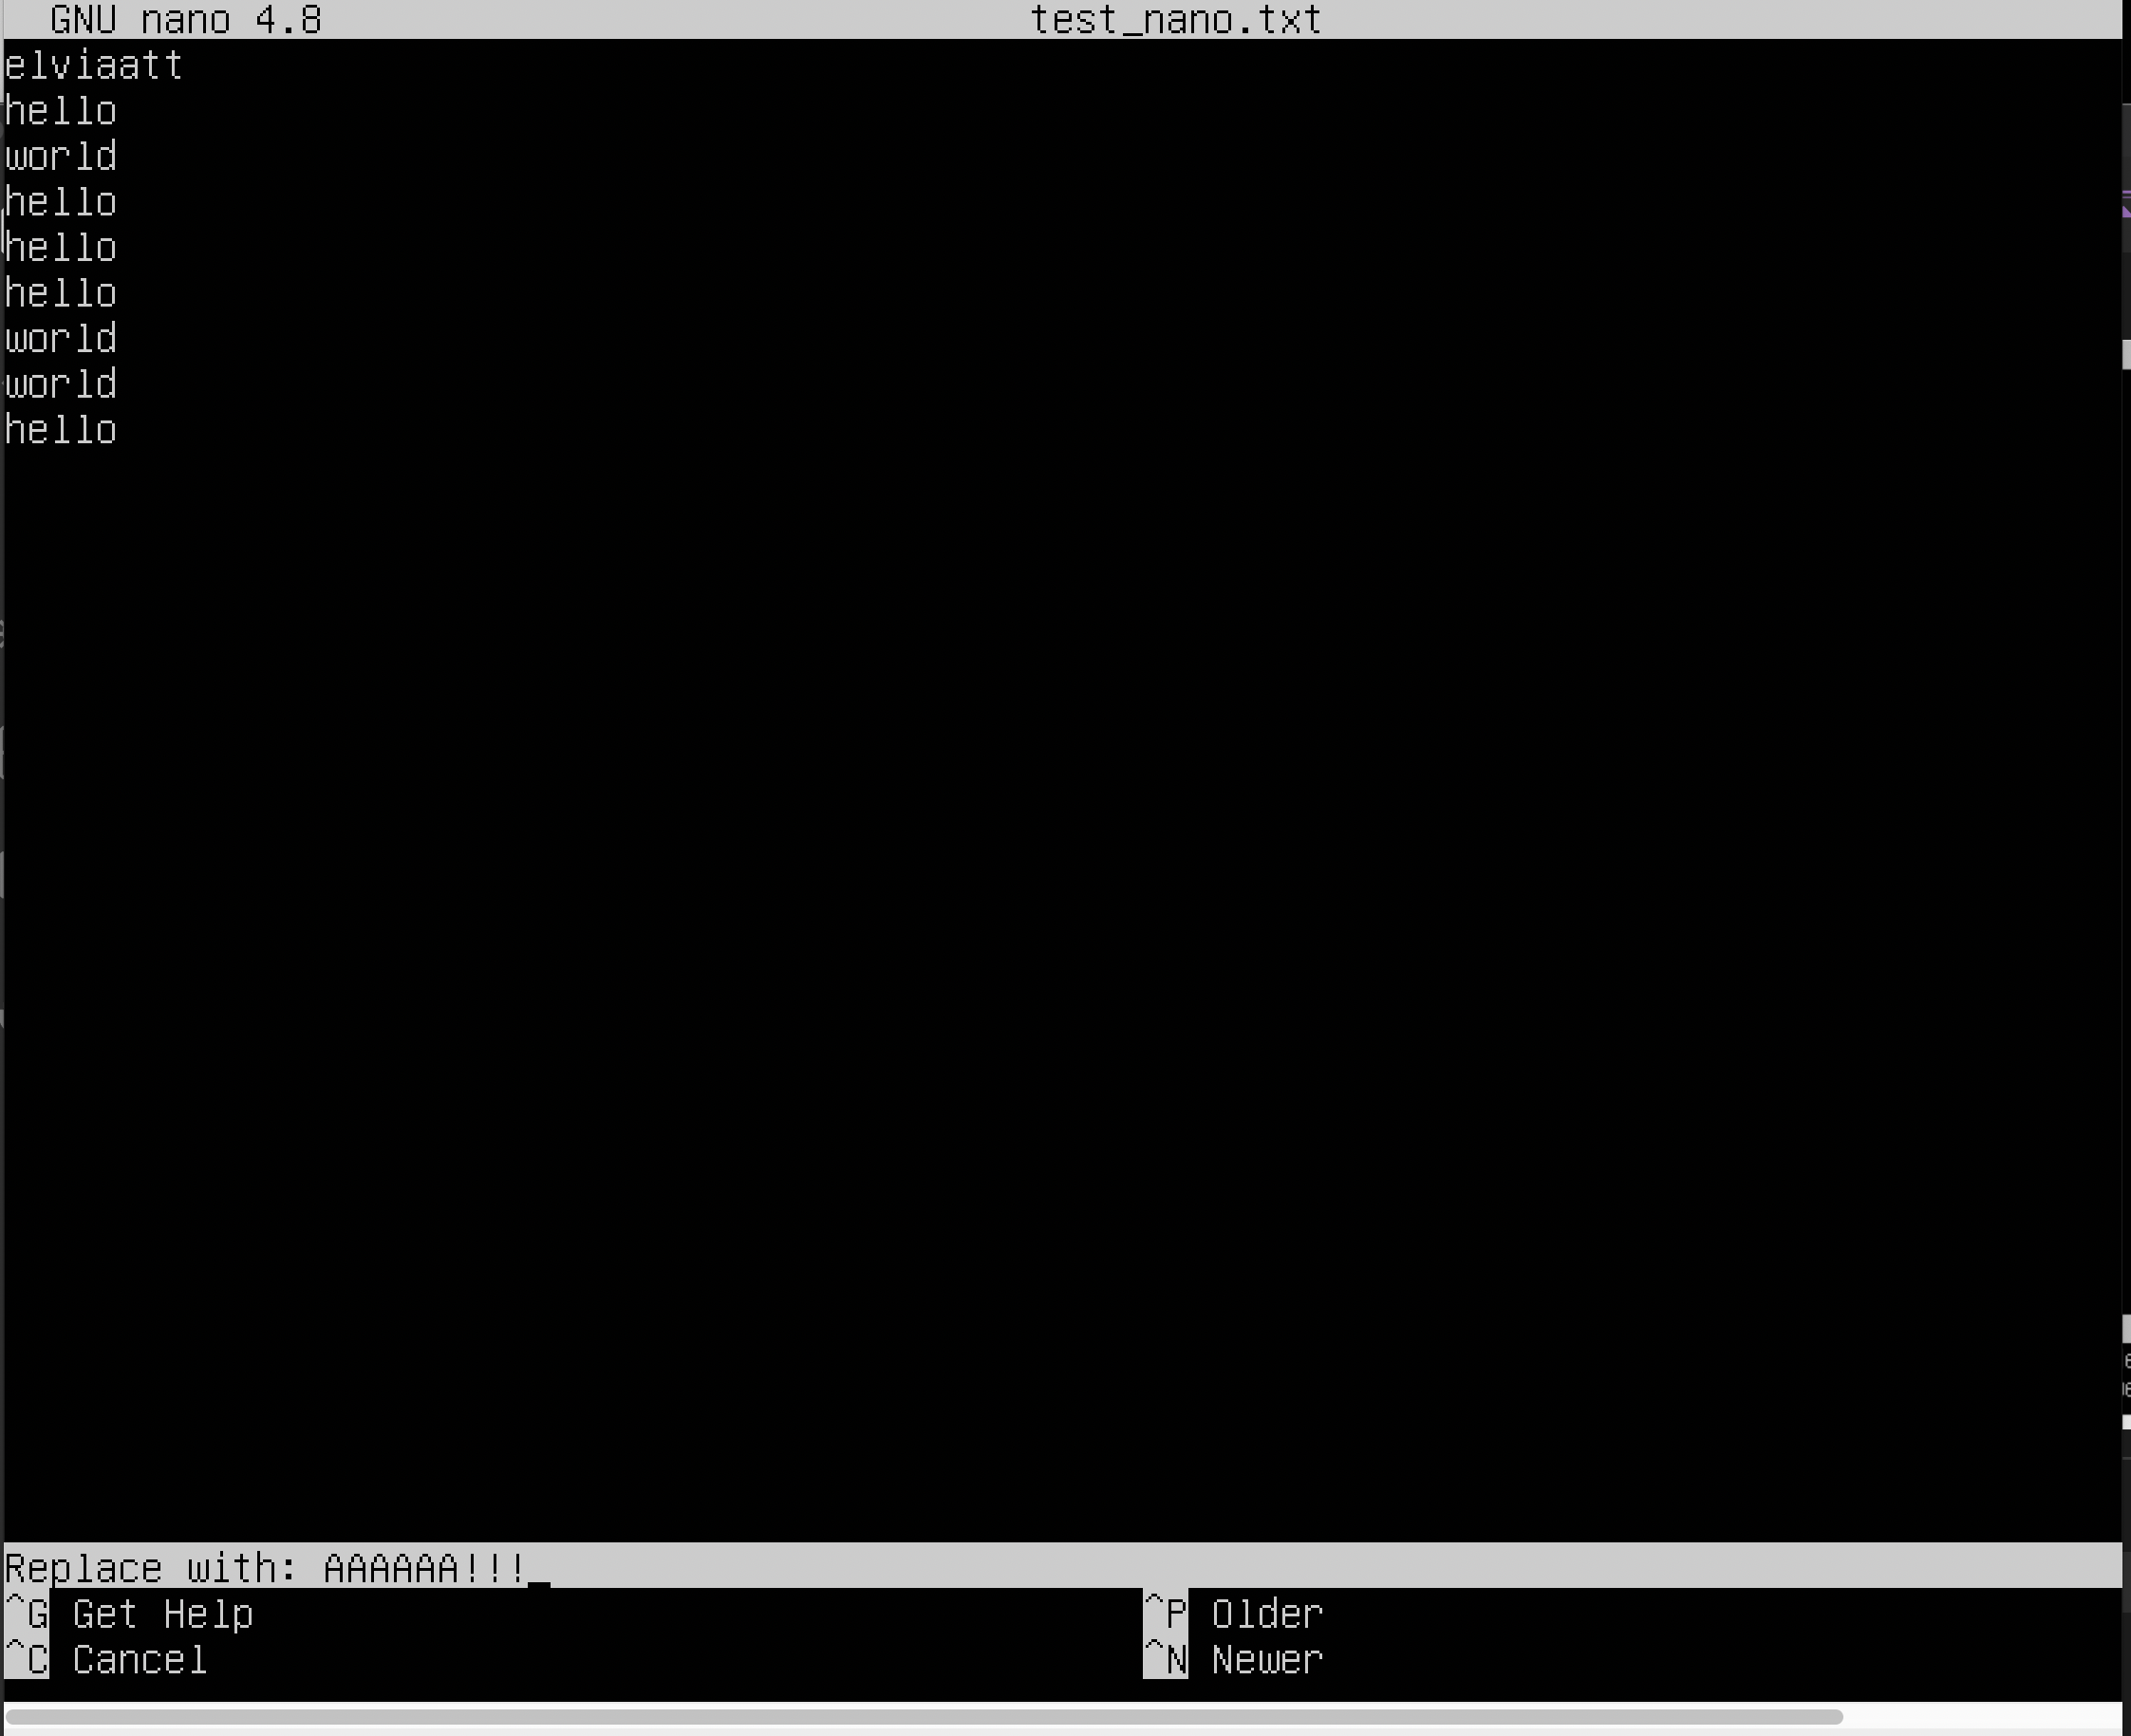 GNU nano 4.8 test_nano.txt
elviaatt
hello
world
hello
hello
hello
world
world
hello
Replace with: AAAAAA!!!
^G Get Help ^P Older
^C Cancel ^N Newer